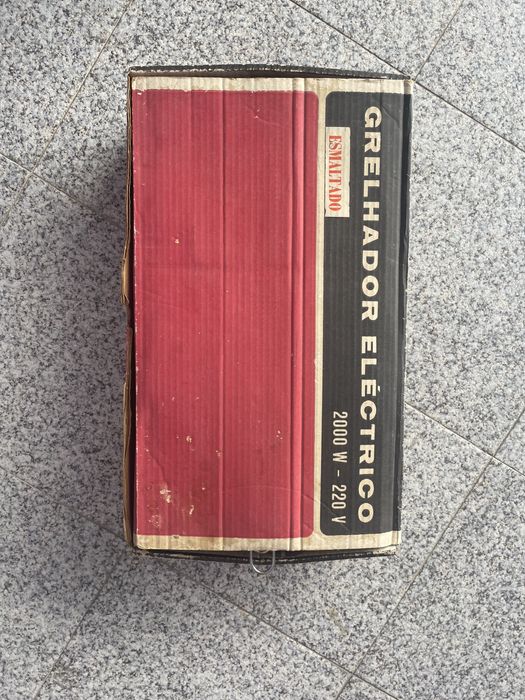 GRELHADOR ELÉCTRICO
ESMALTADO
2000 W - 220 V